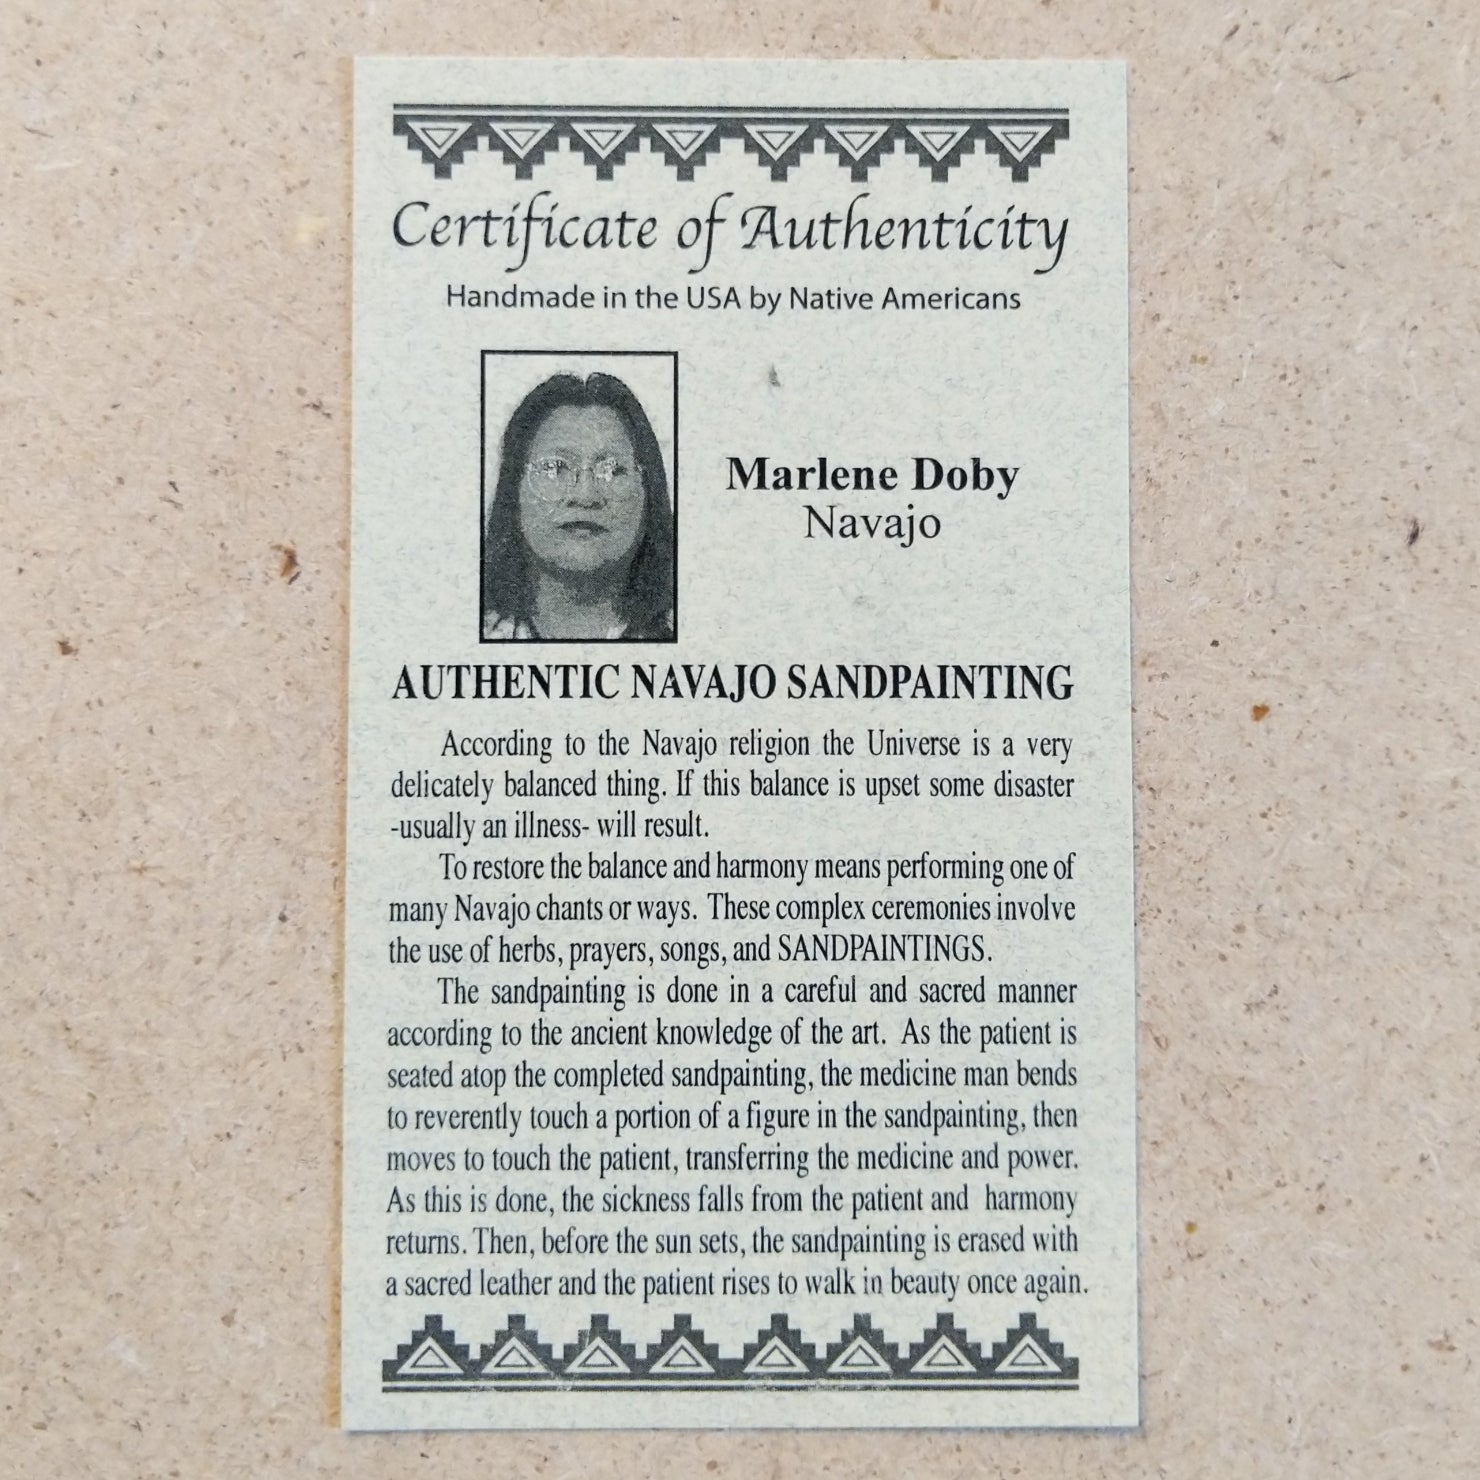 Certificate of Authenticity
Handmade in the USA by Native Americans
Marlene Doby
Navajo
AUTHENTIC NAVAJO SANDPAINTING
According to the Navajo religion the Universe is a very
delicately balanced thing. If this balance is upset some disaster
-usually an illness- will result.
To restore the balance and harmony means performing one of
many Navajo chants or ways. These complex ceremonies involve
the use of herbs, prayers, songs, and SANDPAINTINGS.
The sandpainting is done in a careful and sacred manner
according to the ancient knowledge of the art. As the patient is
seated atop the completed sandpainting, the medicine man bends
to reverently touch a portion of a figure in the sandpainting, then
moves to touch the patient, transferring the medicine and power.
As this is done, the sickness falls from the patient and harmony
returns. Then, before the sun sets, the sandpainting is erased with
a sacred leather and the patient rises to walk in beauty once again.